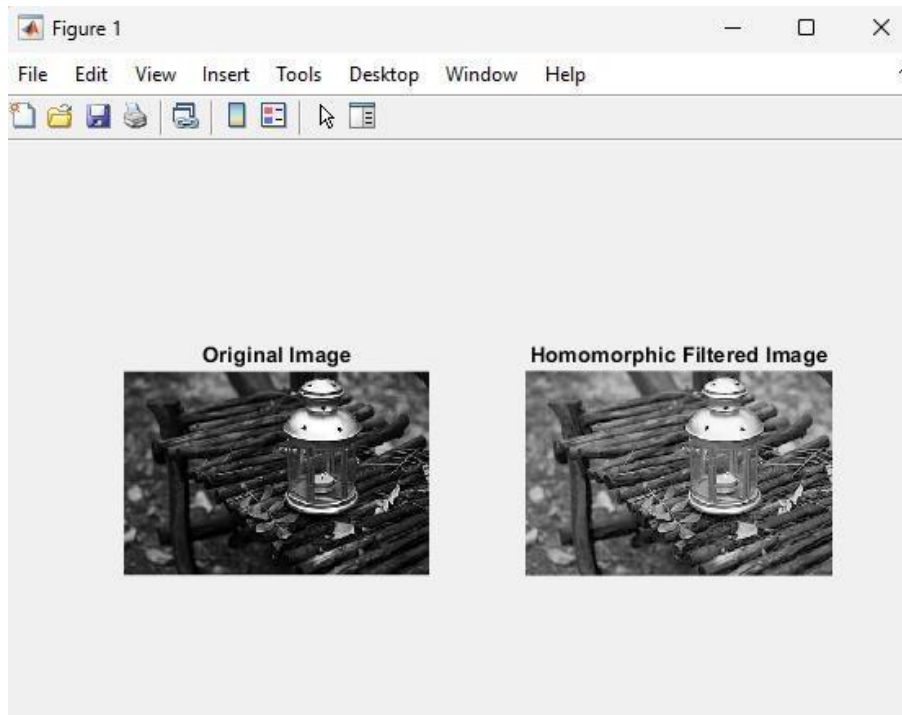 Figure 1
File Edit View Insert Tools Desktop Window Help
Original Image
Homomorphic Filtered Image